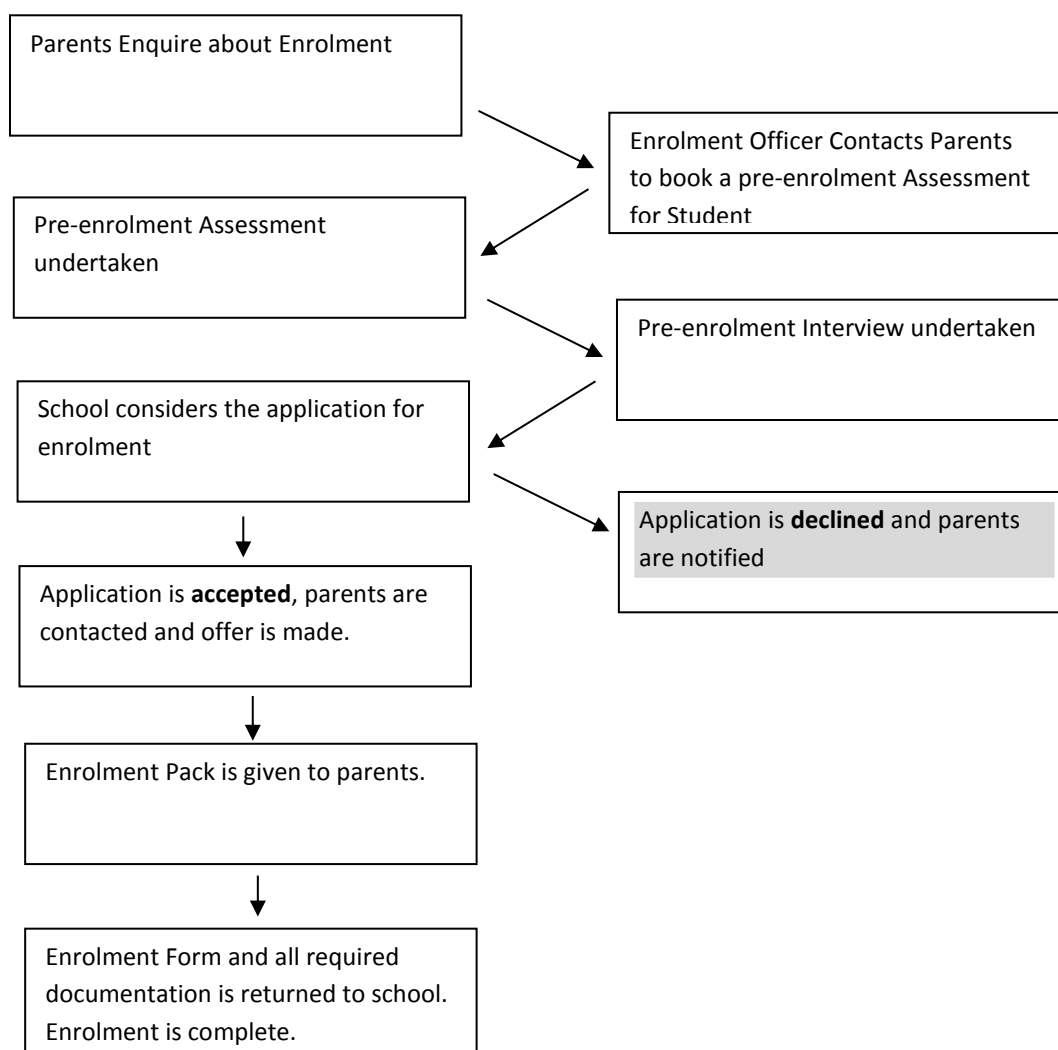 Parents Enquire about Enrolment
Enrolment Officer Contacts Parents
to book a pre-enrolment Assessment
for Student
Pre-enrolment Assessment
undertaken
Pre-enrolment Interview undertaken
School considers the application for
enrolment
Application is declined and parents
are notified
Application is accepted, parents are
contacted and offer is made.
Enrolment Pack is given to parents.
Enrolment Form and all required
documentation is returned to school.
Enrolment is complete.